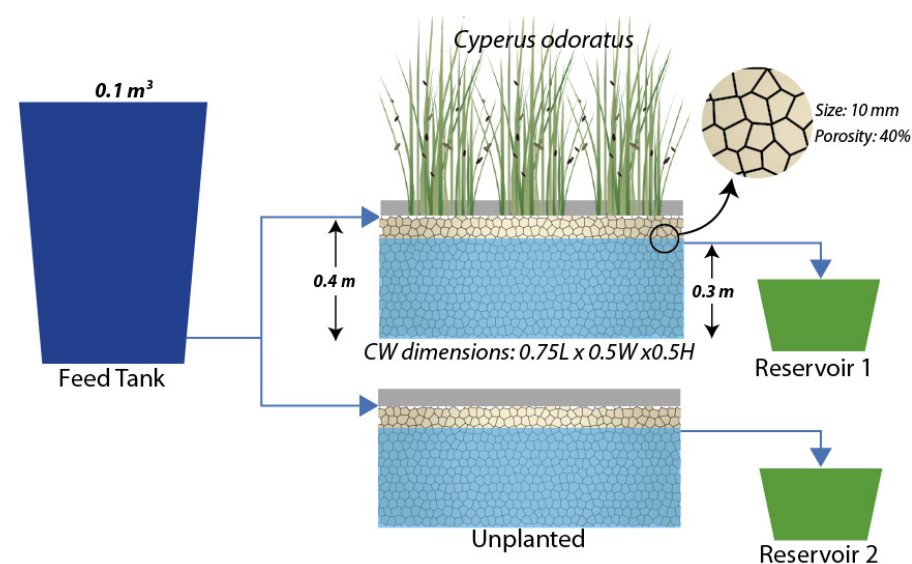 Cyperus odoratus
0.1 m³
Size: 10 mm
Porosity: 40%
0.4 m
0.3 m
CW dimensions: 0.75L x 0.5W x0.5H
Feed Tank
Reservoir 1
Unplanted
Reservoir 2